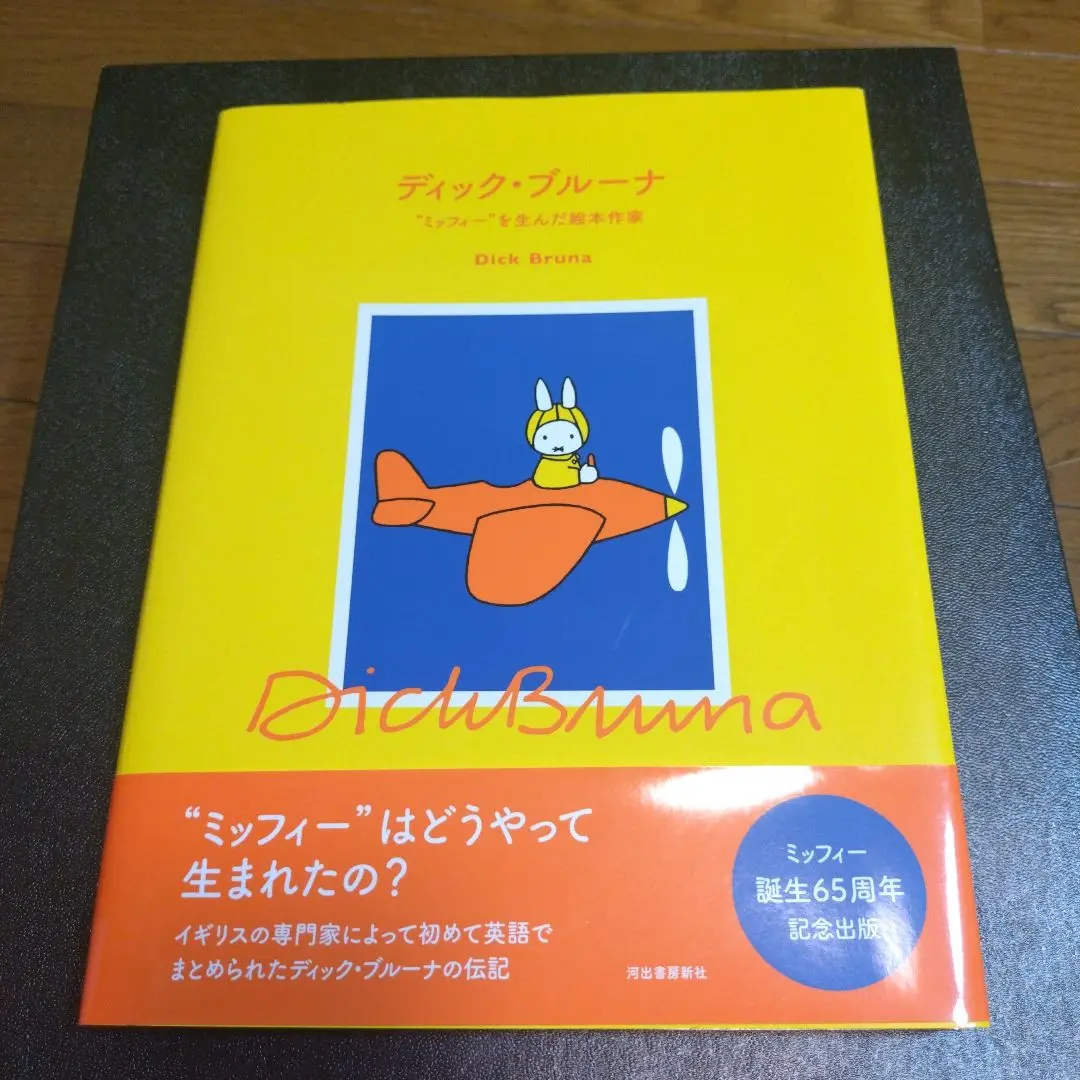 ディック・ブルーナ
“ミッフィー”を生んだ絵本作家
Dick Bruna
Dick Bruna
“ミッフィー”はどうやって
生まれたの?
イギリスの専門家によって初めて英語で
まとめられたディック・ブルーナの伝記
ミッフィー
誕生65周年
記念出版
河出書房新社